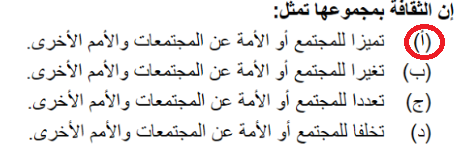 إن الثقافة بمجموعها تمثل:
(أ) تميزا للمجتمع أو الأمة عن المجتمعات والأمم الأخرى.
(ب) تغيرا للمجتمع أو الأمة عن المجتمعات والأمم الأخرى.
(ج) تعددا للمجتمع أو الأمة عن المجتمعات والأمم الأخرى.
(د) تخلفا للمجتمع أو الأمة عن المجتمعات والأمم الأخرى.